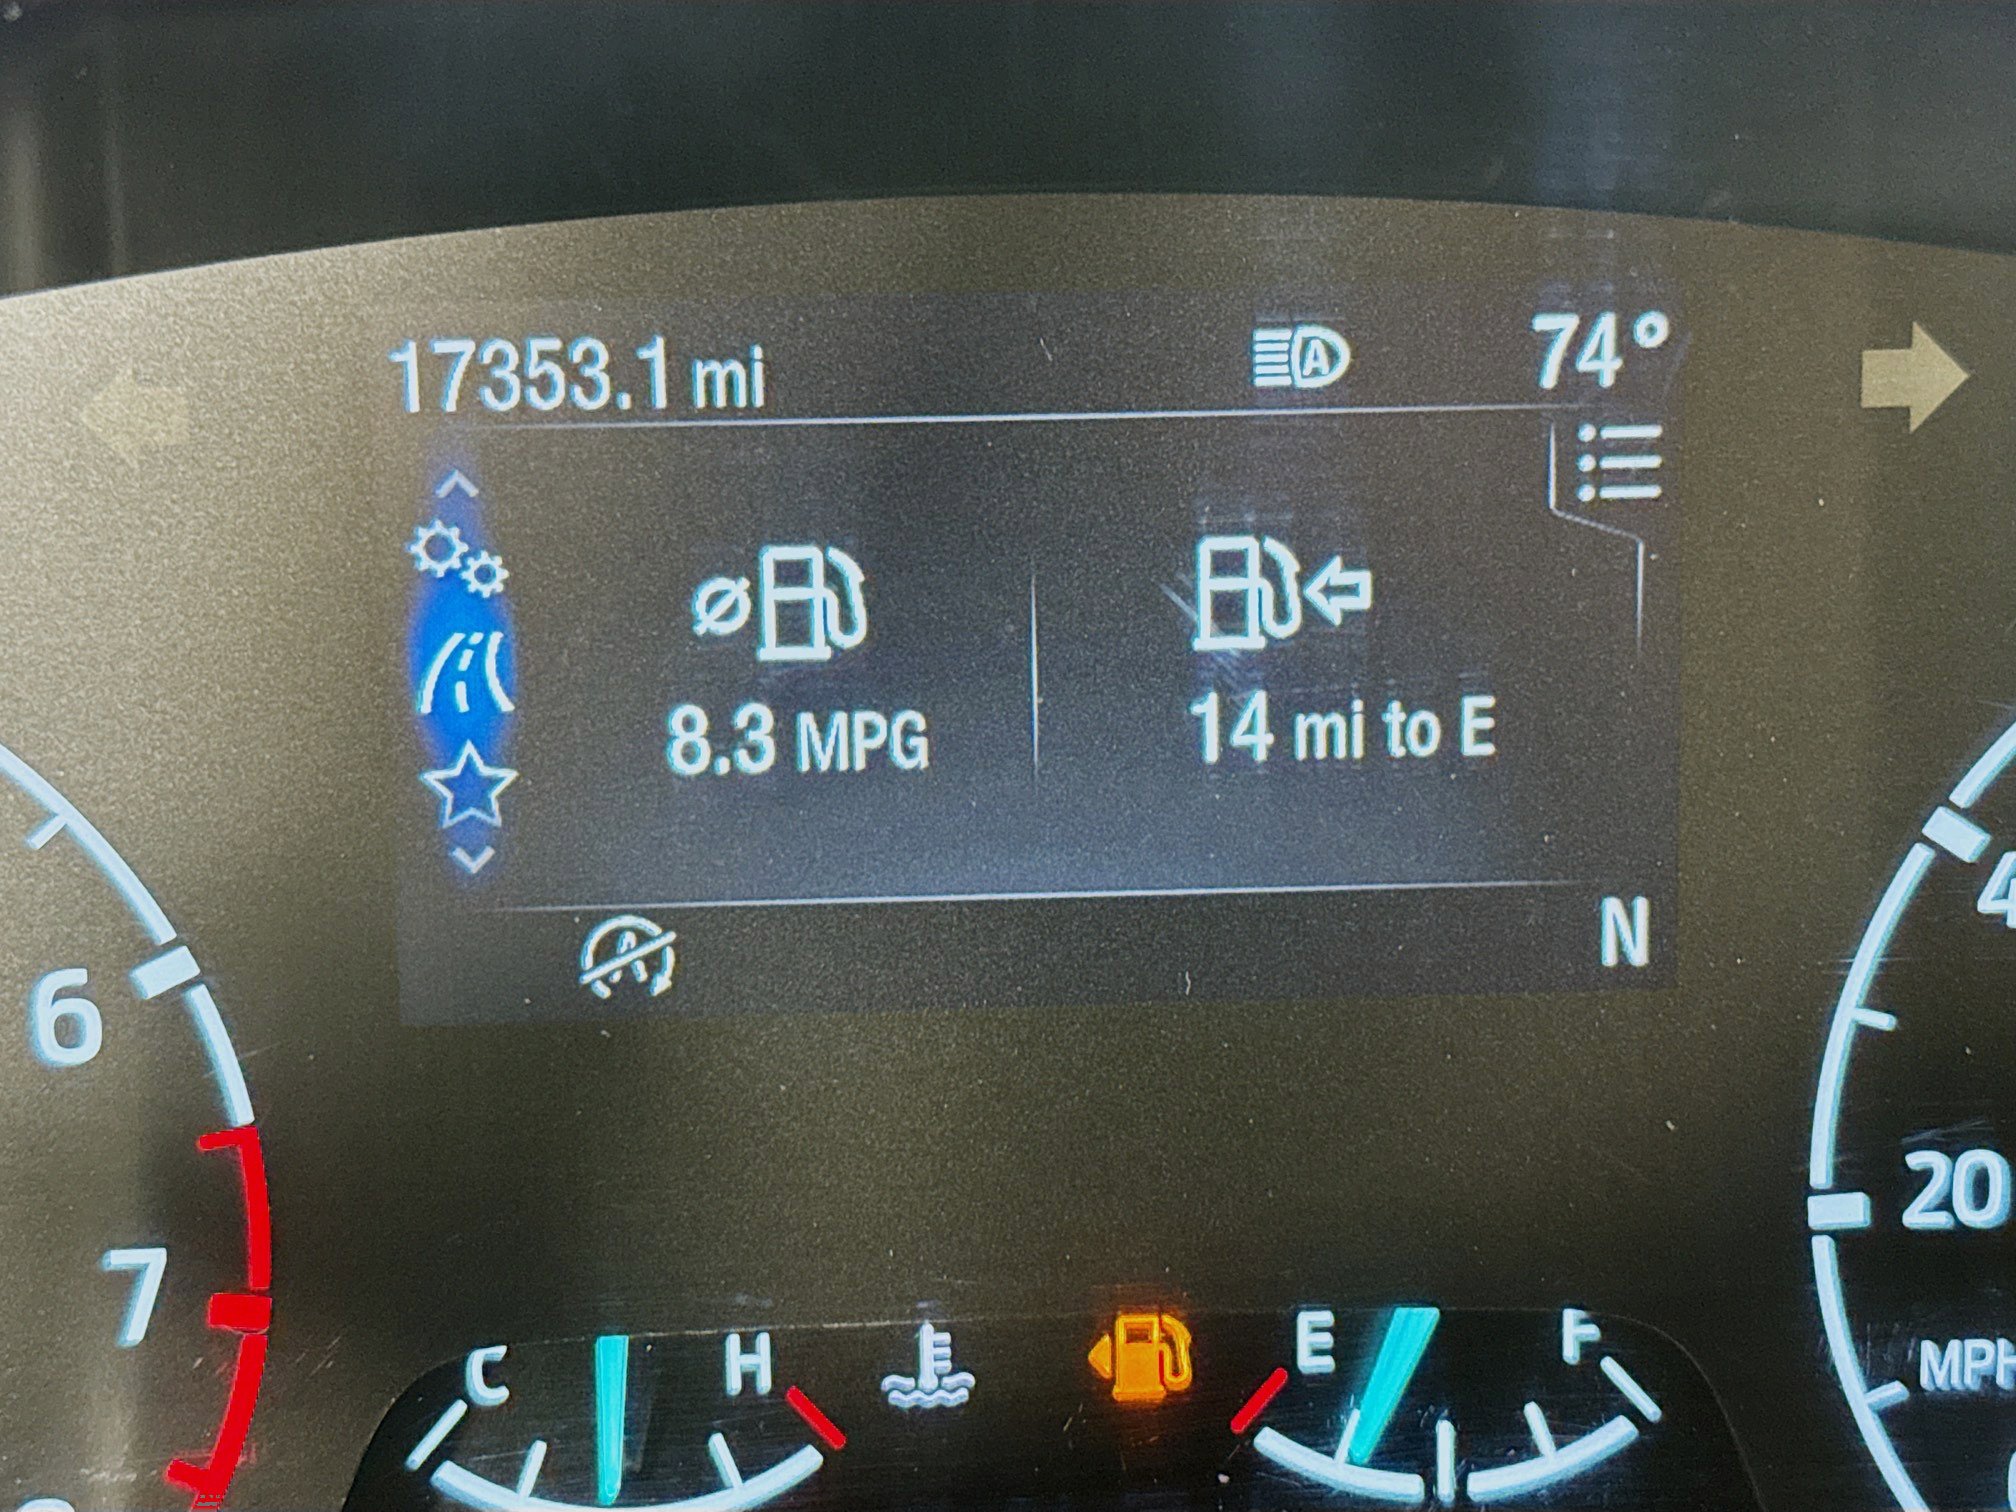 17353.1 mi
A
74°
8.3 MPG
14 mi to E
A
N
6
7
20
MPH
C
H
E
F